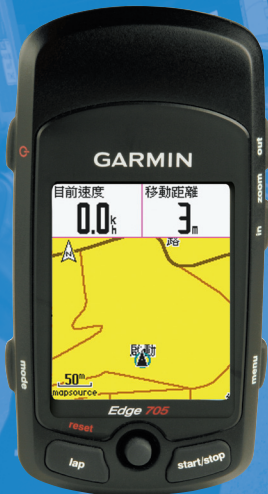 GARMIN
目前速度 移動距離
0.0 k/h 3 m
路
啟動
50m
mapsource
Edge 705
reset
lap
start/stop
mode
out
zoom
in
menu